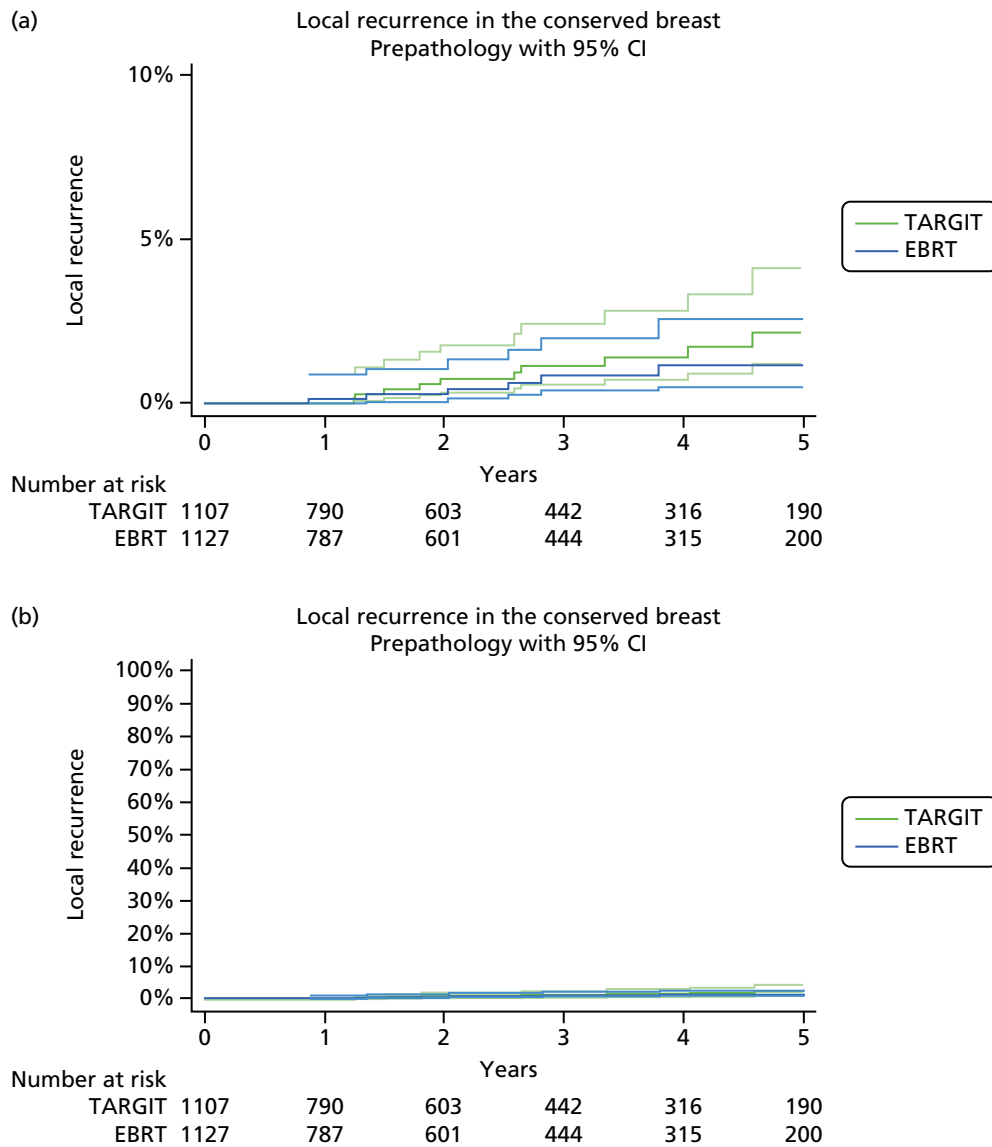 (a)
Local recurrence in the conserved breast
Prepathology with 95% CI
10%
5%
0%
Local recurrence
0 1 2 3 4 5
Years
TARGIT
EBRT
Number at risk
TARGIT 1107 790 603 442 316 190
EBRT 1127 787 601 444 315 200
(b)
Local recurrence in the conserved breast
Prepathology with 95% CI
100%
90%
80%
70%
60%
50%
40%
30%
20%
10%
0%
Local recurrence
0 1 2 3 4 5
Years
TARGIT
EBRT
Number at risk
TARGIT 1107 790 603 442 316 190
EBRT 1127 787 601 444 315 200